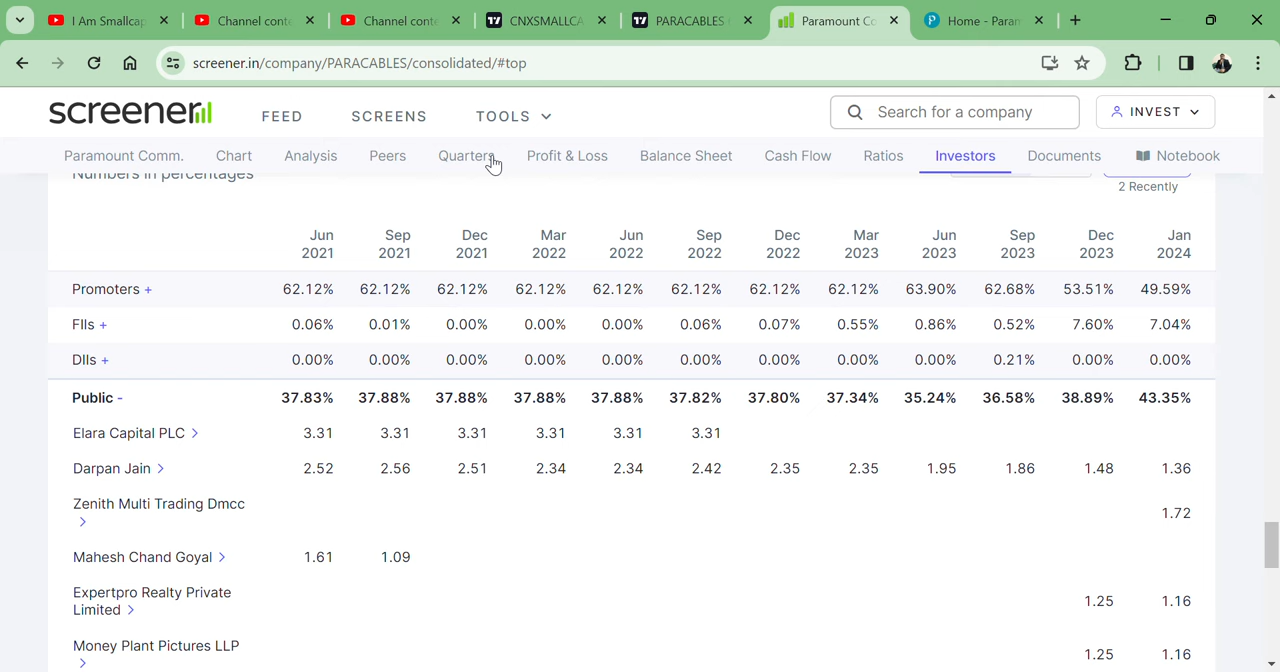 I Am Smallcap
Channel conte
Channel conte
CNXSMALLCA
PARACABLES
Paramount Co
Home - Param
screener.in/company/PARACABLES/consolidated/#top
screener
FEED
SCREENS
TOOLS
Search for a company
INVEST
Paramount Comm.
Chart
Analysis
Peers
Quarters
Profit & Loss
Balance Sheet
Cash Flow
Ratios
Investors
Documents
Notebook
Numbers in percentages
2 Recently
Jun 2021 Sep 2021 Dec 2021 Mar 2022 Jun 2022 Sep 2022 Dec 2022 Mar 2023 Jun 2023 Sep 2023 Dec 2023 Jan 2024
Promoters + 62.12% 62.12% 62.12% 62.12% 62.12% 62.12% 62.12% 62.12% 63.90% 62.68% 53.51% 49.59%
FIIs + 0.06% 0.01% 0.00% 0.00% 0.00% 0.06% 0.07% 0.55% 0.86% 0.52% 7.60% 7.04%
DIIs + 0.00% 0.00% 0.00% 0.00% 0.00% 0.00% 0.00% 0.00% 0.00% 0.21% 0.00% 0.00%
Public - 37.83% 37.88% 37.88% 37.88% 37.88% 37.82% 37.80% 37.34% 35.24% 36.58% 38.89% 43.35%
Elara Capital PLC > 3.31 3.31 3.31 3.31 3.31 3.31
Darpan Jain > 2.52 2.56 2.51 2.34 2.34 2.42 2.35 2.35 1.95 1.86 1.48 1.36
Zenith Multi Trading Dmcc > 1.72
Mahesh Chand Goyal > 1.61 1.09
Expertpro Realty Private
Limited > 1.25 1.16
Money Plant Pictures LLP > 1.25 1.16